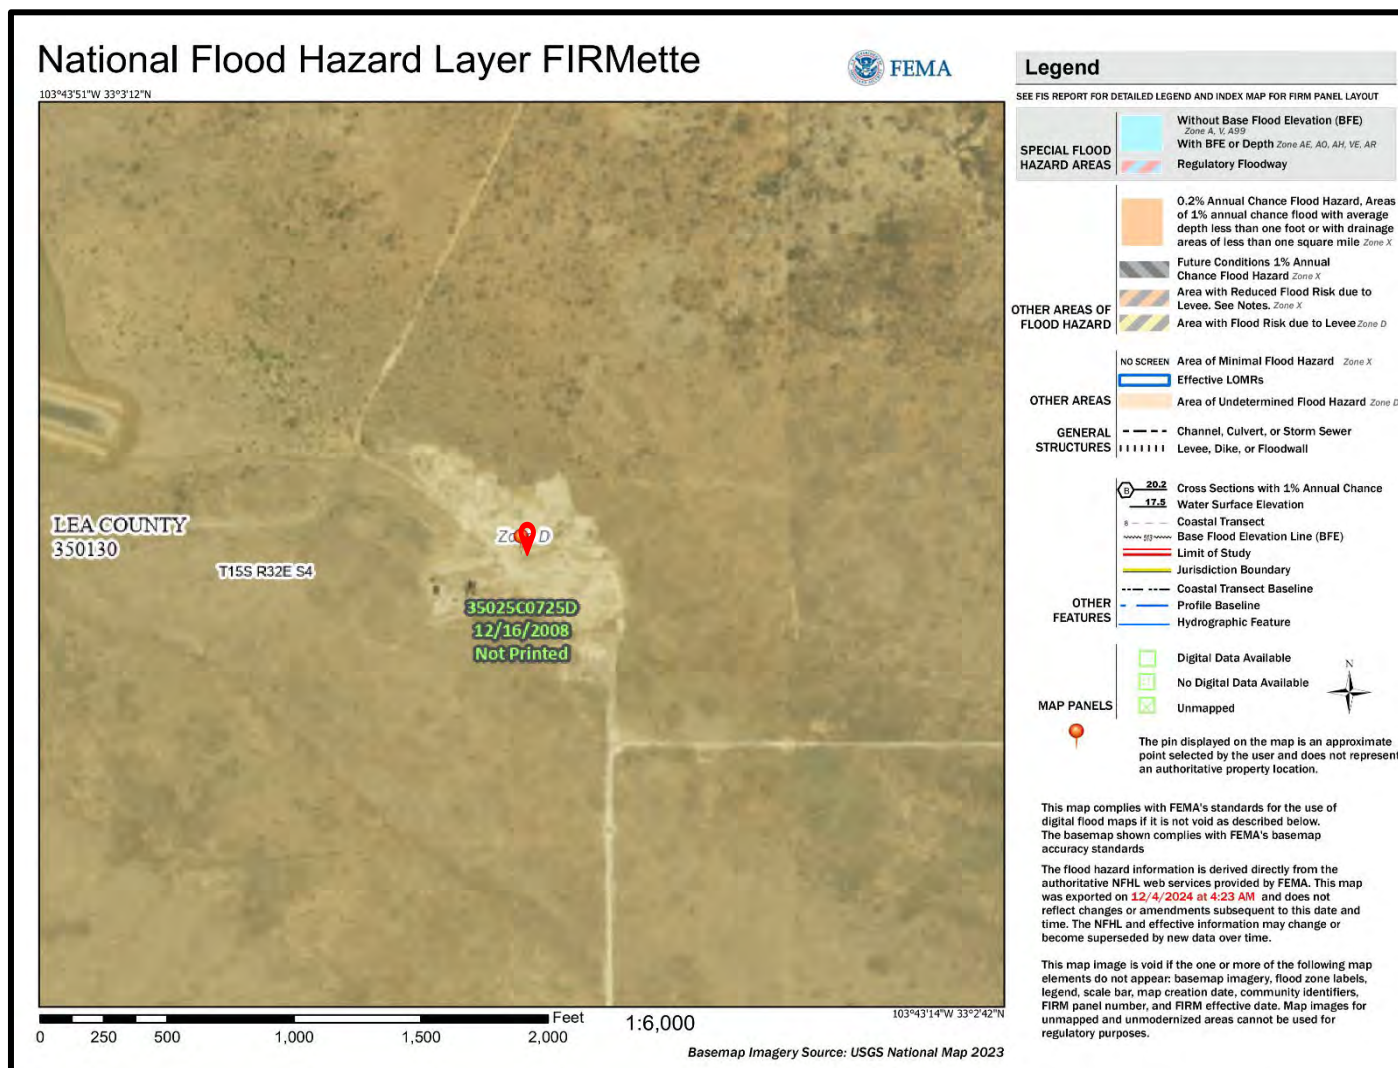 National Flood Hazard Layer FIRMette
FEMA
103°43'51"W 33°3'12"N
LEA COUNTY
350130
T15S R32E S4
Zone D
35025C0725D
12/16/2008
Not Printed
103°43'14"W 33°2'42"N
Feet
1:6,000
0 250 500 1,000 1,500 2,000
Basemap Imagery Source: USGS National Map 2023
Legend
SEE FIS REPORT FOR DETAILED LEGEND AND INDEX MAP FOR FIRM PANEL LAYOUT
SPECIAL FLOOD
HAZARD AREAS
Without Base Flood Elevation (BFE)
Zone A, V, A99
With BFE or Depth Zone AE, AO, AH, VE, AR
Regulatory Floodway
OTHER AREAS OF
FLOOD HAZARD
0.2% Annual Chance Flood Hazard, Areas
of 1% annual chance flood with average
depth less than one foot or with drainage
areas of less than one square mile Zone X
Future Conditions 1% Annual
Chance Flood Hazard Zone X
Area with Reduced Flood Risk due to
Levee. See Notes. Zone X
Area with Flood Risk due to Levee Zone D
OTHER AREAS
NO SCREEN Area of Minimal Flood Hazard Zone X
Effective LOMRs
Area of Undetermined Flood Hazard Zone D
GENERAL
STRUCTURES
Channel, Culvert, or Storm Sewer
Levee, Dike, or Floodwall
OTHER
FEATURES
B 20.2 Cross Sections with 1% Annual Chance
17.5 Water Surface Elevation
8 Coastal Transect
513 Base Flood Elevation Line (BFE)
Limit of Study
Jurisdiction Boundary
Coastal Transect Baseline
Profile Baseline
Hydrographic Feature
MAP PANELS
Digital Data Available
No Digital Data Available
Unmapped
N
The pin displayed on the map is an approximate
point selected by the user and does not represent
an authoritative property location.
This map complies with FEMA's standards for the use of
digital flood maps if it is not void as described below.
The basemap shown complies with FEMA's basemap
accuracy standards
The flood hazard information is derived directly from the
authoritative NFHL web services provided by FEMA. This map
was exported on 12/4/2024 at 4:23 AM and does not
reflect changes or amendments subsequent to this date and
time. The NFHL and effective information may change or
become superseded by new data over time.
This map image is void if the one or more of the following map
elements do not appear: basemap imagery, flood zone labels,
legend, scale bar, map creation date, community identifiers,
FIRM panel number, and FIRM effective date. Map images for
unmapped and unmodernized areas cannot be used for
regulatory purposes.